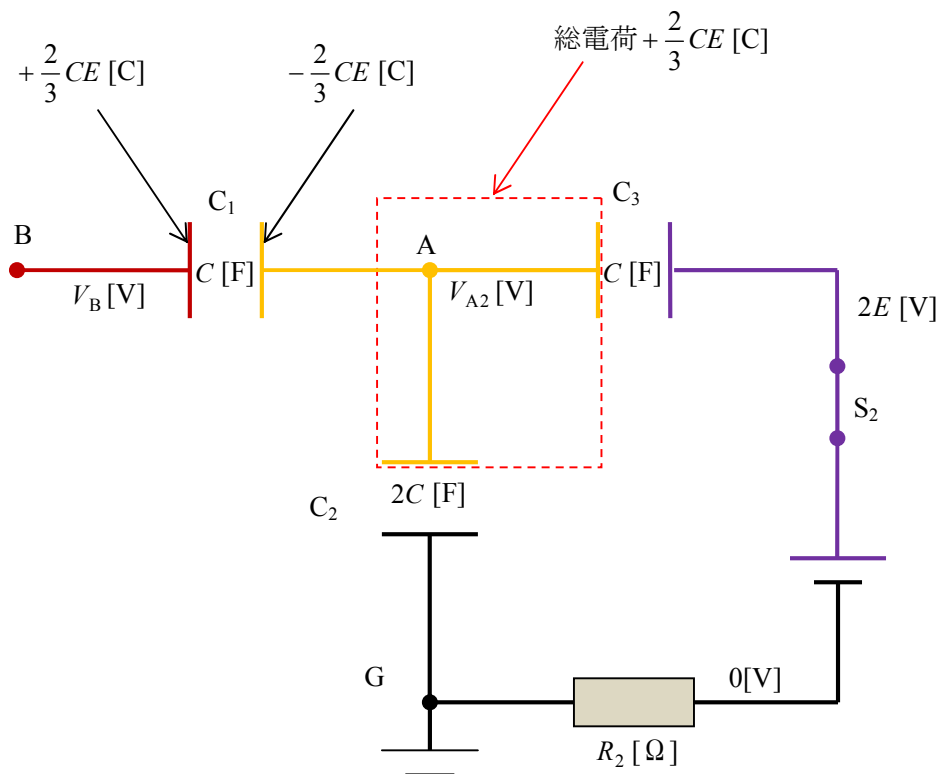 総電荷 + 2/3 CE [C]
+ 2/3 CE [C]
− 2/3 CE [C]
C₁
C₃
B
A
C [F]
C [F]
V_B [V]
V_A2 [V]
2E [V]
S₂
2C [F]
C₂
G
0[V]
R₂ [Ω]